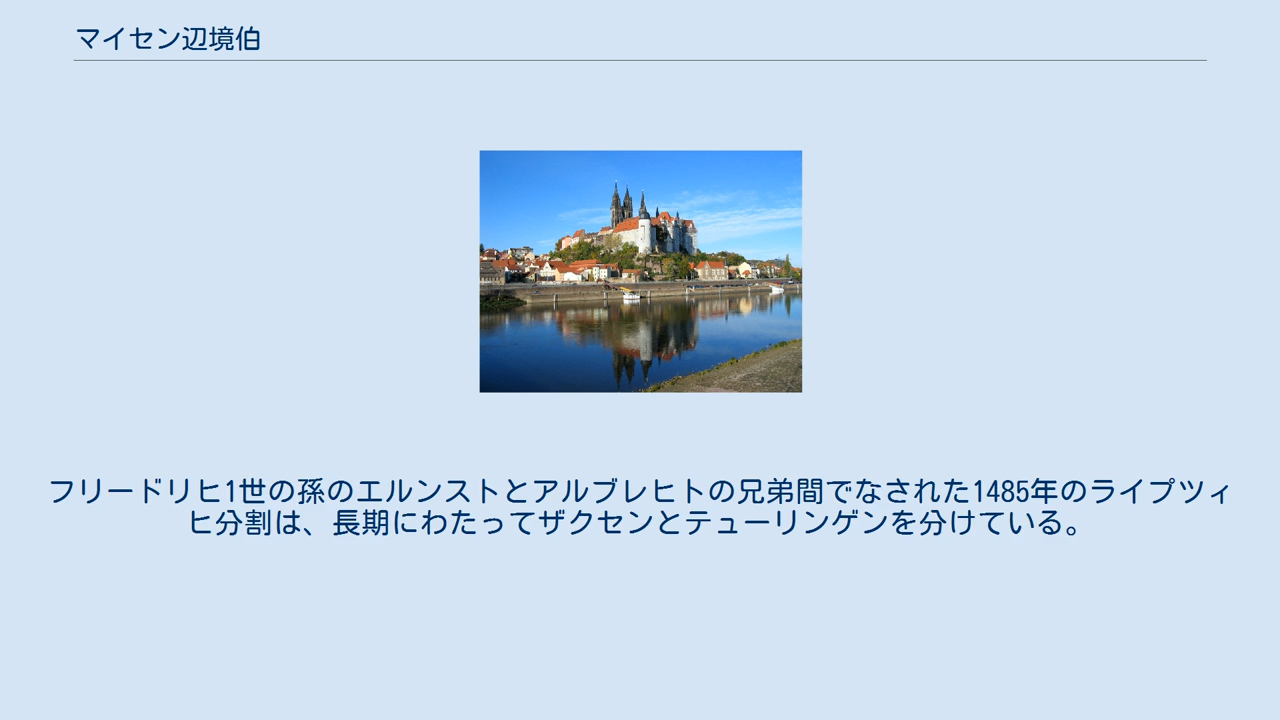 マイセン辺境伯
フリードリヒ1世の孫のエルンストとアルブレヒトの兄弟間でなされた1485年のライプツィ
ヒ分割は、長期にわたってザクセンとテューリンゲンを分けている。